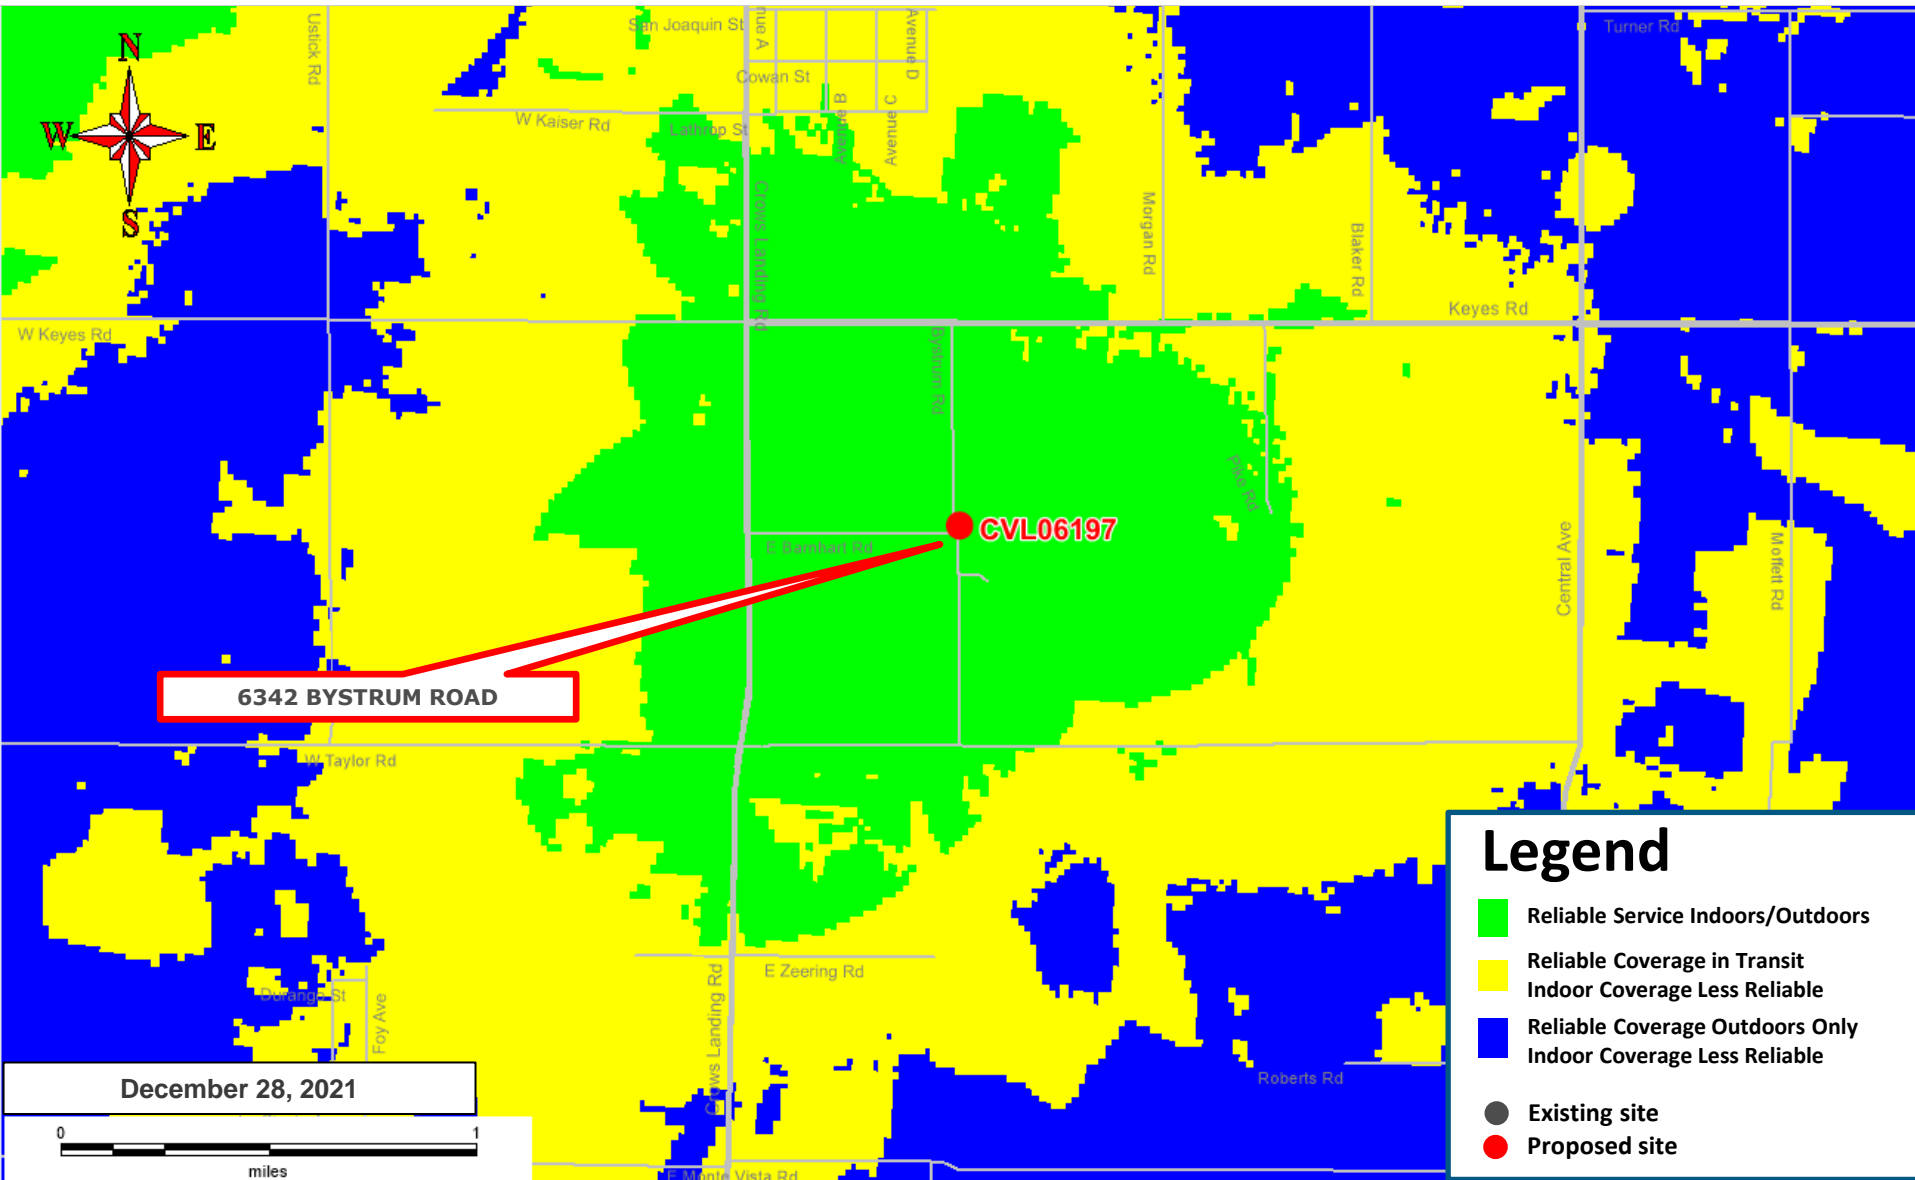 San Joaquin St
nue A
Avenue D
Turner Rd
Ustick Rd
N
Cowan St
W Kaiser Rd
Lathrop St
Avenue B
Avenue C
W
E
S
Crows Landing Rd
Morgan Rd
Blaker Rd
Keyes Rd
W Keyes Rd
Bystrum Rd
Pike Rd
CVL06197
E Barnhart Rd
Central Ave
Moffett Rd
6342 BYSTRUM ROAD
W Taylor Rd
E Zeering Rd
Durango St
Foy Ave
Crows Landing Rd
Roberts Rd
E Monte Vista Rd
Legend
Reliable Service Indoors/Outdoors
Reliable Coverage in Transit
Indoor Coverage Less Reliable
Reliable Coverage Outdoors Only
Indoor Coverage Less Reliable
Existing site
Proposed site
December 28, 2021
0
1
miles